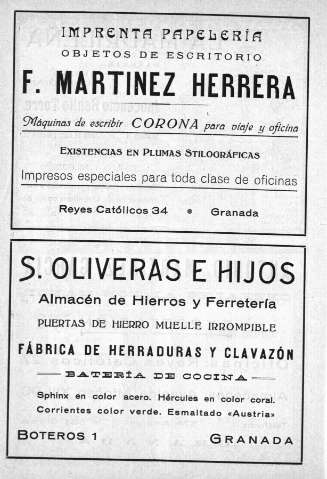 IMPRENTA PAPELERÍA
OBJETOS DE ESCRITORIO
F. MARTINEZ HERRERA
Máquinas de escribir CORONA para viaje y oficina
EXISTENCIAS EN PLUMAS STILOGRÁFICAS
Impresos especiales para toda clase de oficinas
Reyes Católicos 34 • Granada
S. OLIVERAS E HIJOS
Almacén de Hierros y Ferretería
PUERTAS DE HIERRO MUELLE IRROMPIBLE
FÁBRICA DE HERRADURAS Y CLAVAZÓN
BATERÍA DE COCINA
Sphinx en color acero. Hércules en color coral.
Corrientes color verde. Esmaltado «Austria»
BOTEROS 1 GRANADA